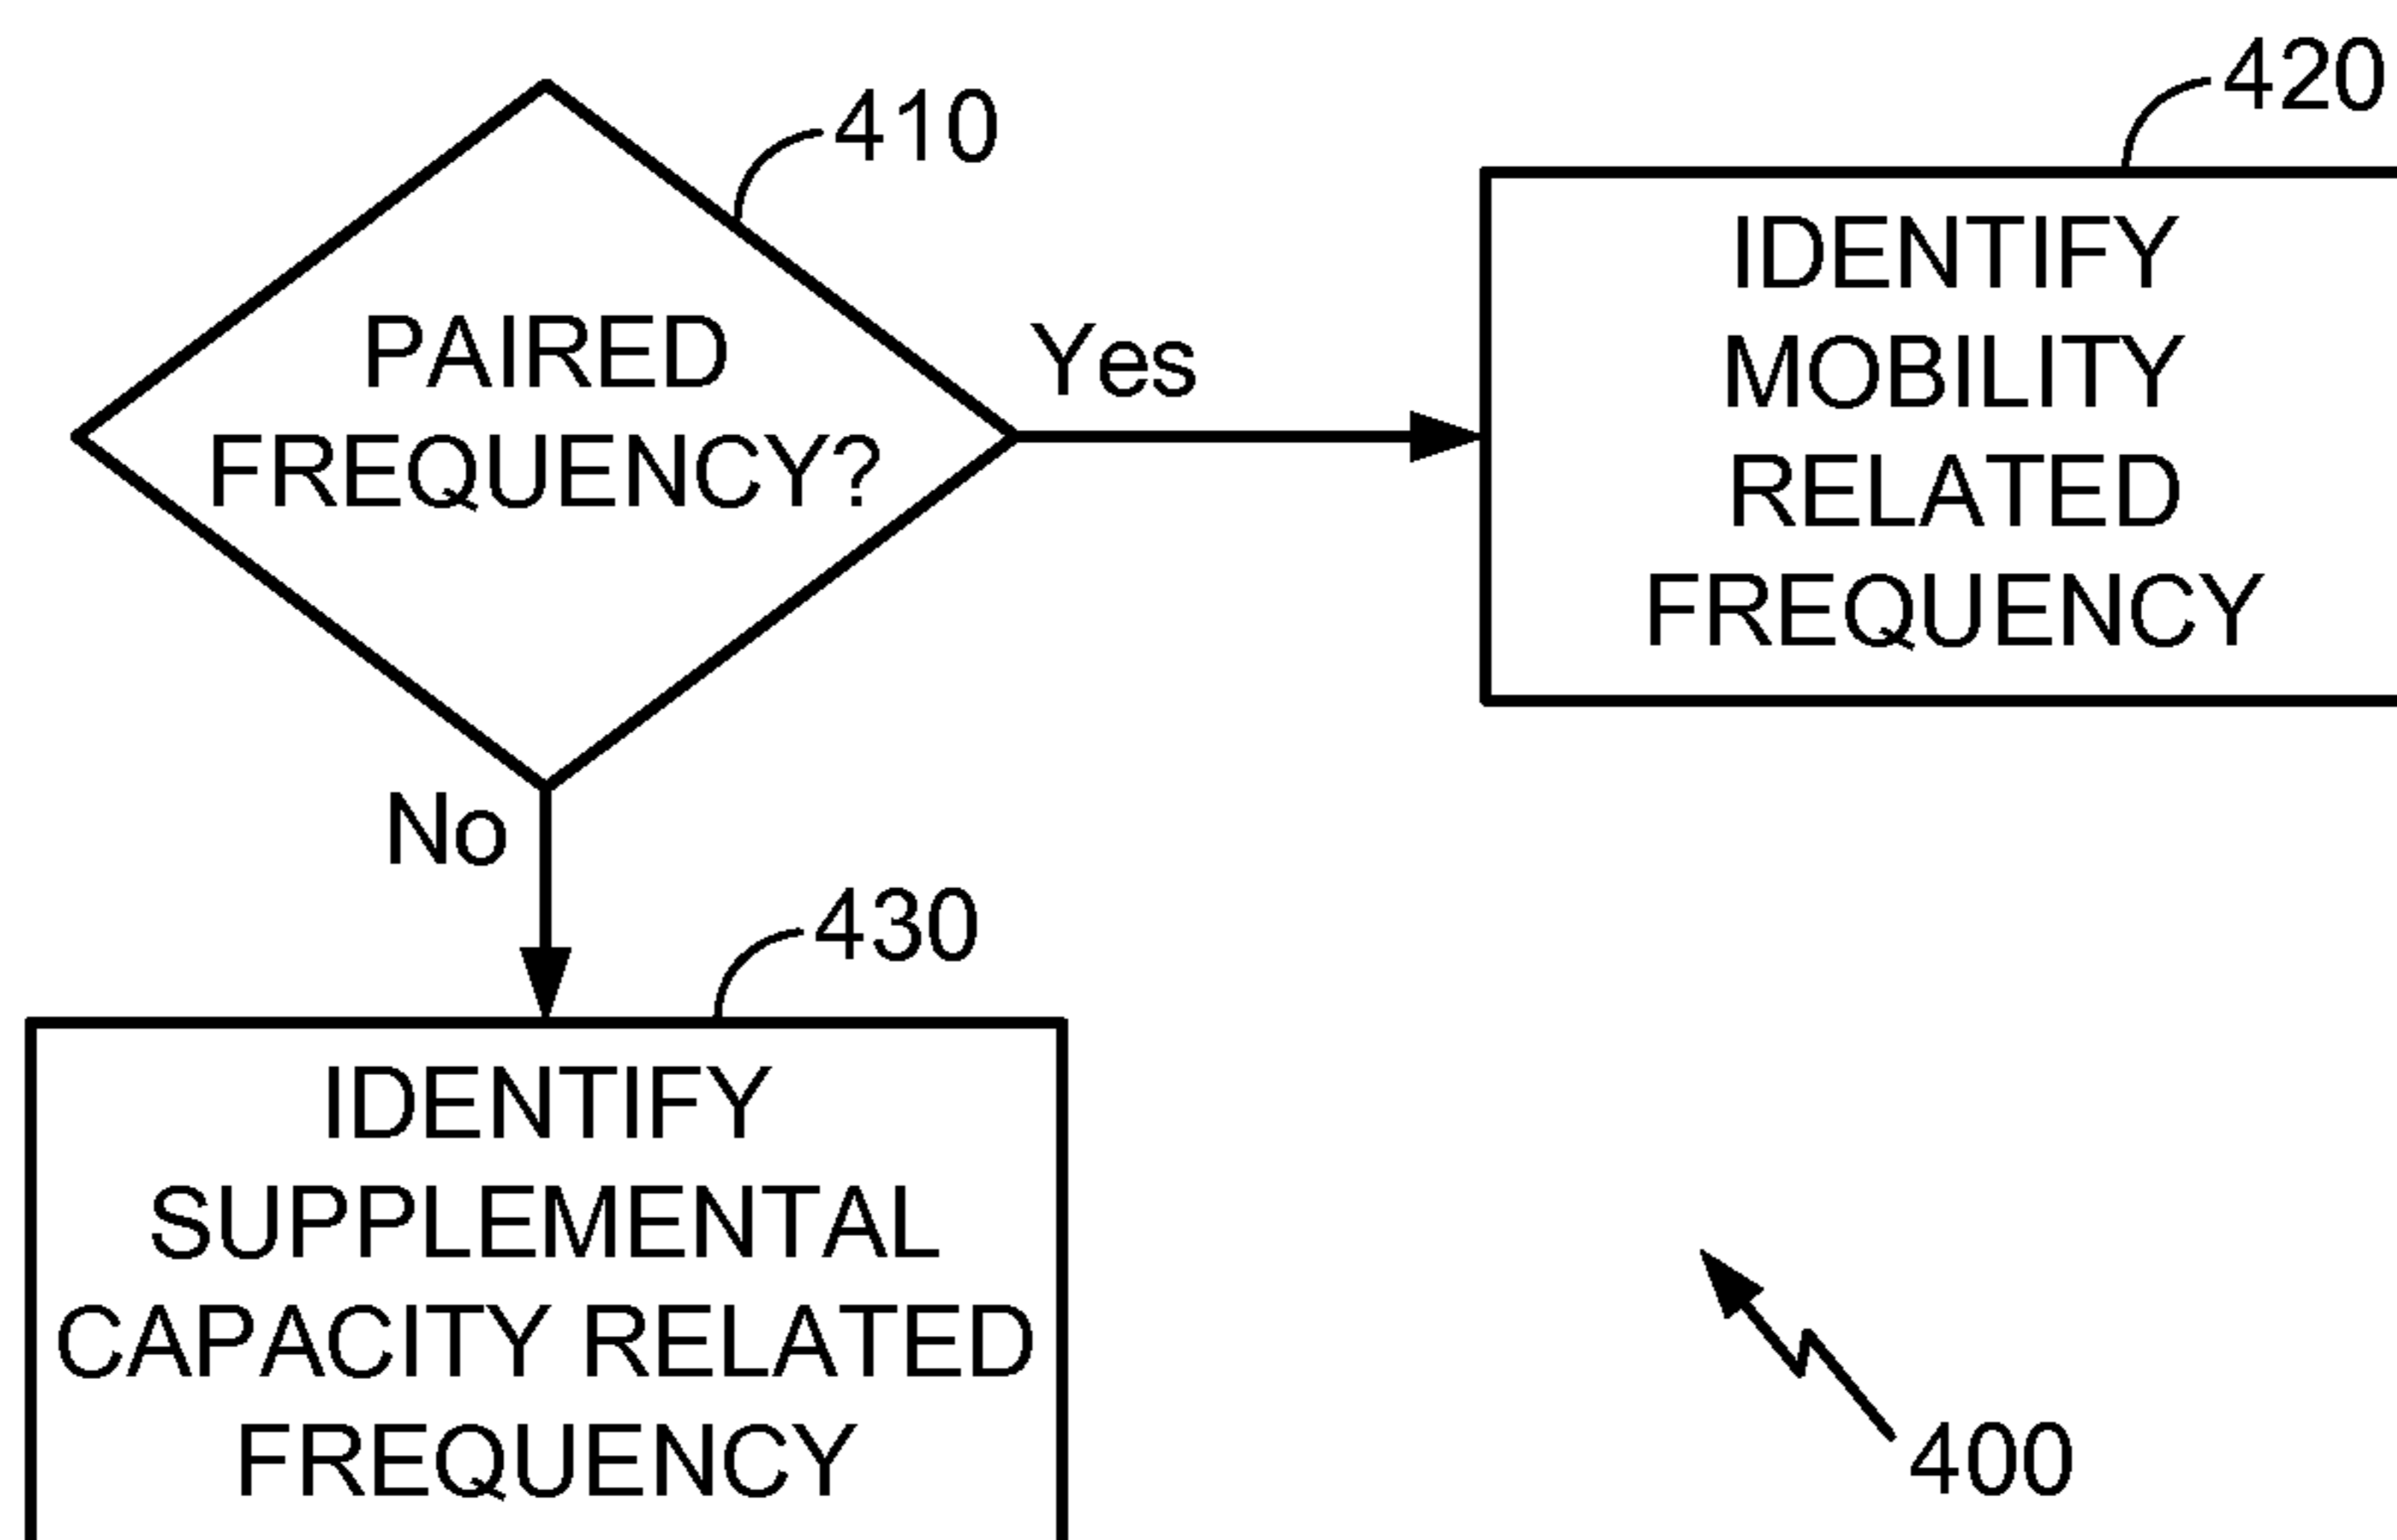 410
PAIRED
FREQUENCY?
Yes
420
IDENTIFY
MOBILITY
RELATED
FREQUENCY
No
430
IDENTIFY
SUPPLEMENTAL
CAPACITY RELATED
FREQUENCY
400